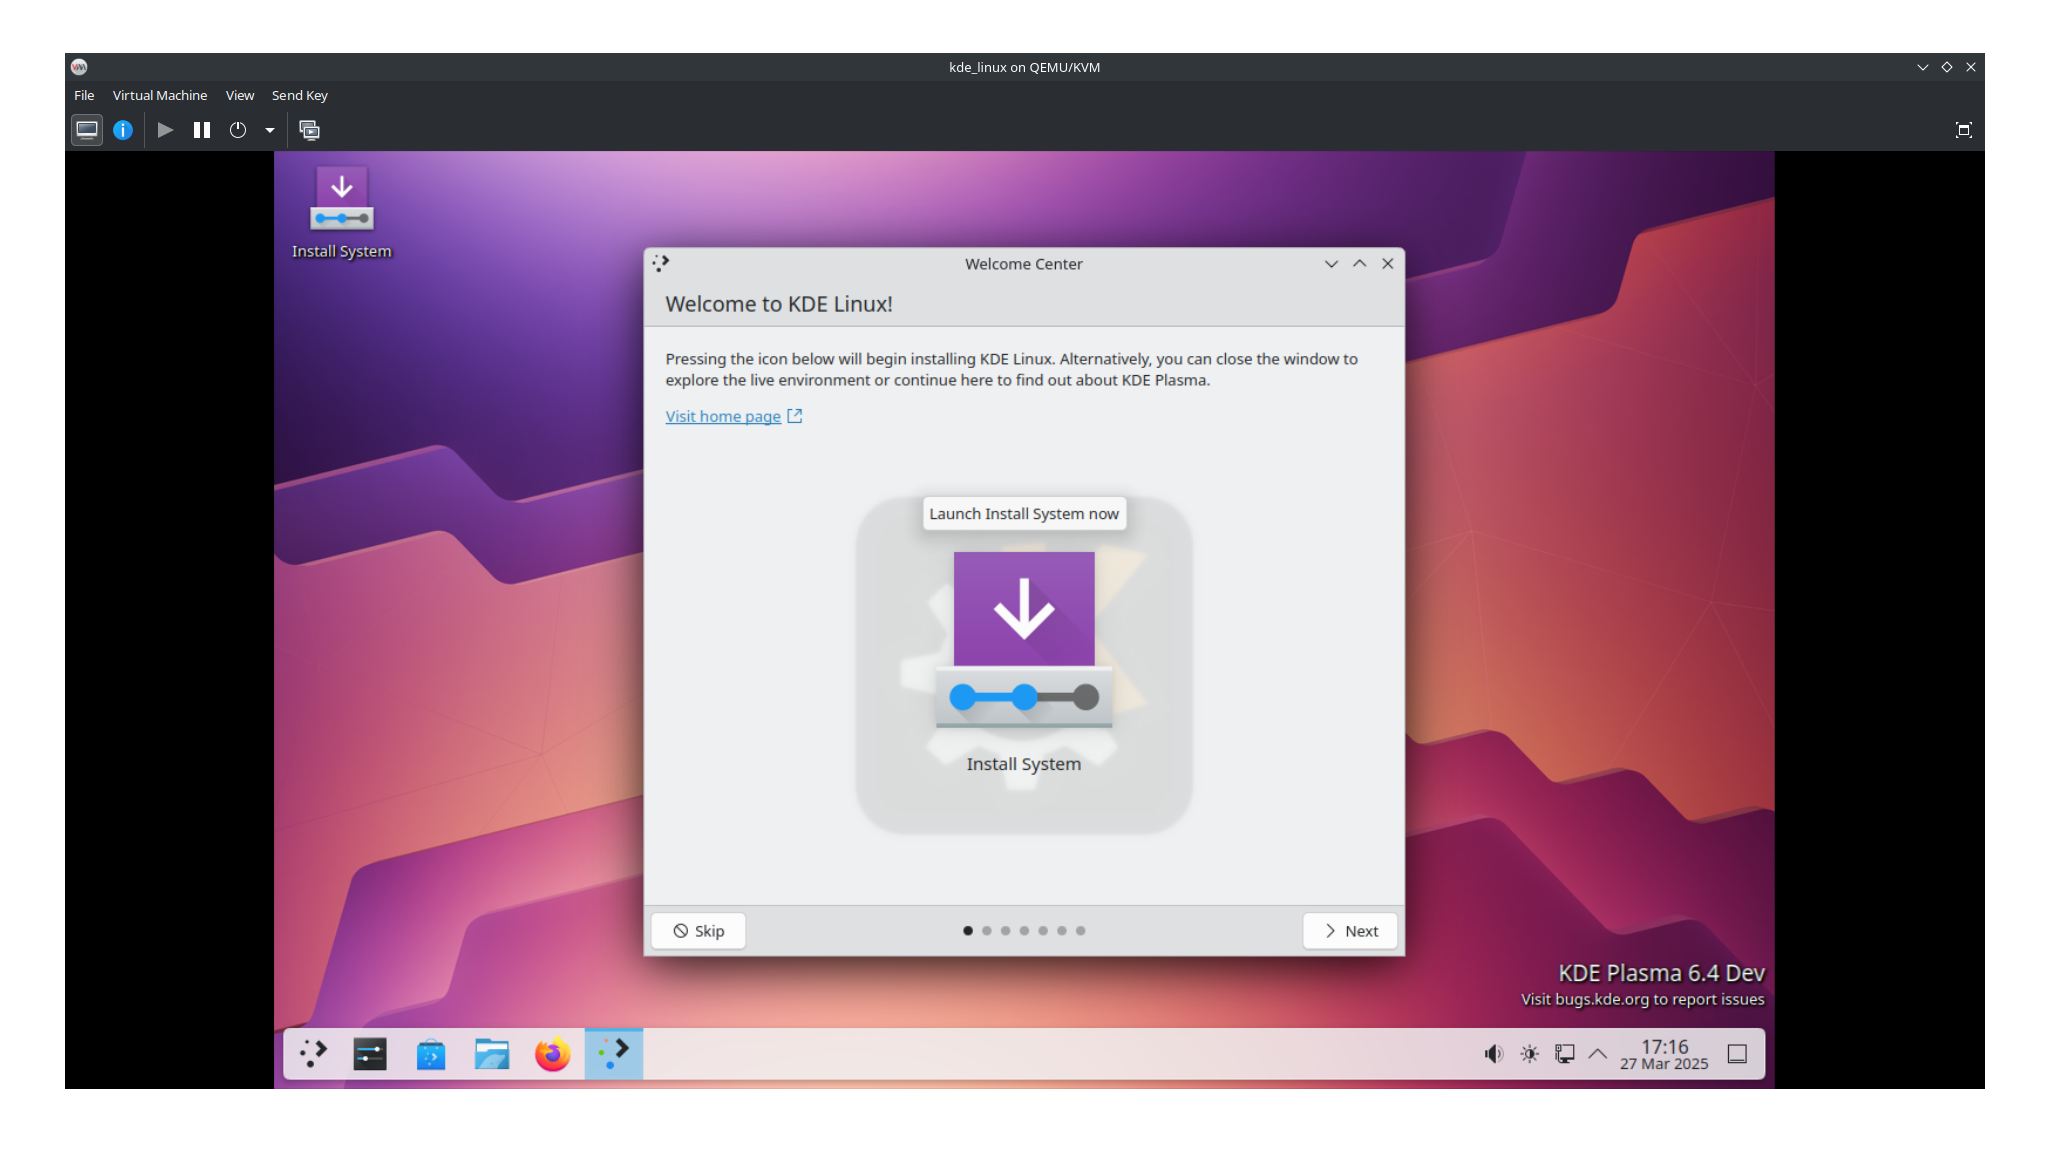 kde_linux on QEMU/KVM
File Virtual Machine View Send Key
Install System
Welcome Center
Welcome to KDE Linux!
Pressing the icon below will begin installing KDE Linux. Alternatively, you can close the window to
explore the live environment or continue here to find out about KDE Plasma.
Visit home page
Launch Install System now
Install System
Skip
Next
KDE Plasma 6.4 Dev
Visit bugs.kde.org to report issues
17:16
27 Mar 2025